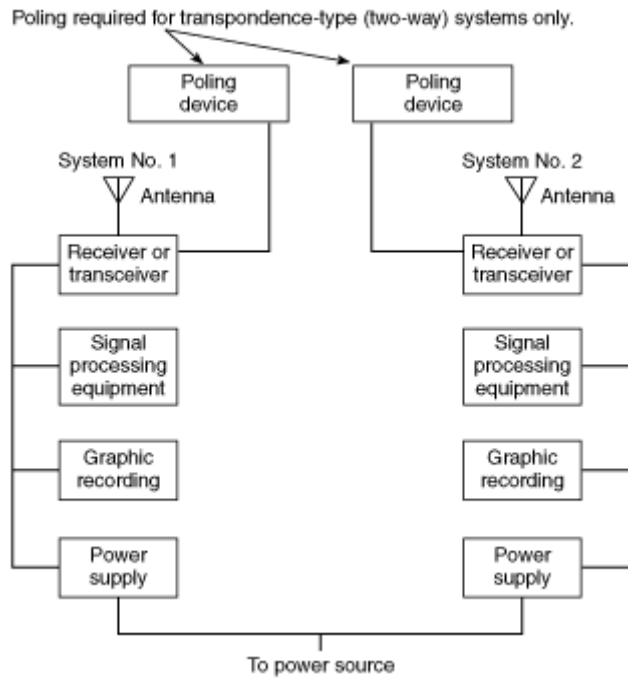 Poling required for transpondence-type (two-way) systems only.
Poling
device
Poling
device
System No. 1
Antenna
System No. 2
Antenna
Receiver or
transceiver
Receiver or
transceiver
Signal
processing
equipment
Signal
processing
equipment
Graphic
recording
Graphic
recording
Power
supply
Power
supply
To power source